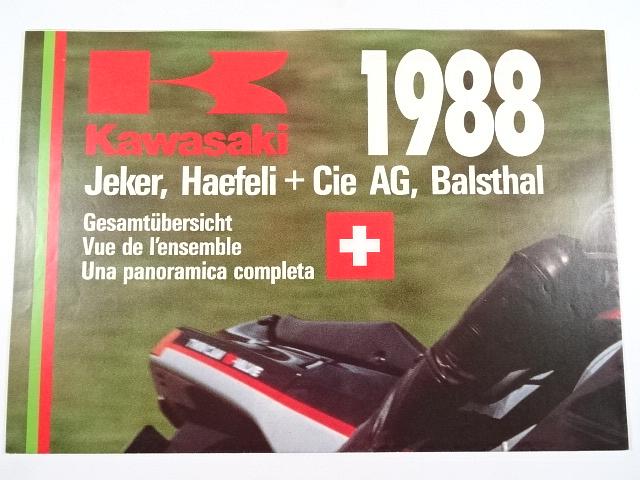 Kawasaki
1988
Jeker, Haefeli + Cie AG, Balsthal
Gesamtübersicht
Vue de l'ensemble
Una panoramica completa